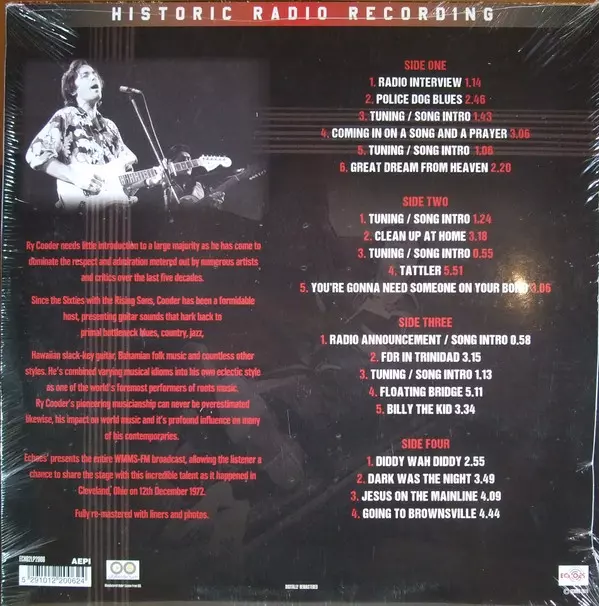 HISTORIC RADIO RECORDING
SIDE ONE
1. RADIO INTERVIEW 1.14
2. POLICE DOG BLUES 2.46
3. TUNING / SONG INTRO 1.43
4. COMING IN ON A SONG AND A PRAYER 3.06
5. TUNING / SONG INTRO 1.06
6. GREAT DREAM FROM HEAVEN 2.20
SIDE TWO
1. TUNING / SONG INTRO 1.24
2. CLEAN UP AT HOME 3.18
3. TUNING / SONG INTRO 0.55
4. TATTLER 5.51
5. YOU'RE GONNA NEED SOMEONE ON YOUR BOND 3.06
SIDE THREE
1. RADIO ANNOUNCEMENT / SONG INTRO 0.58
2. FDR IN TRINIDAD 3.15
3. TUNING / SONG INTRO 1.13
4. FLOATING BRIDGE 5.11
5. BILLY THE KID 3.34
SIDE FOUR
1. DIDDY WAH DIDDY 2.55
2. DARK WAS THE NIGHT 3.49
3. JESUS ON THE MAINLINE 4.09
4. GOING TO BROWNSVILLE 4.44
Ry Cooder needs little introduction to a large majority as he has come to
dominate the respect and admiration meterpd out by numerous artists
and critics over the last five decades.
Since the Sixties with the Rising Sons, Cooder has been a formidable
host, presenting guitar sounds that hark back to
primal bottleneck blues, country, jazz,
Hawaiian slack-key guitar, Bahamian folk music and countless other
styles. He's combined varying musical idioms into his own eclectic style
as one of the world's foremost performers of roots music.
Ry Cooder's pioneering musicianship can never be overestimated
likewise, his impact on world music and it's profound influence on many
of his contemporaries.
Echoes' presents the entire WMMS-FM broadcast, allowing the listener a
chance to share the stage with this incredible talent as it happened in
Cleveland, Ohio on 12th December 1972.
Fully re-mastered with liners and photos.
AEPI
5 291012 200624
DIGITALLY REMASTERED